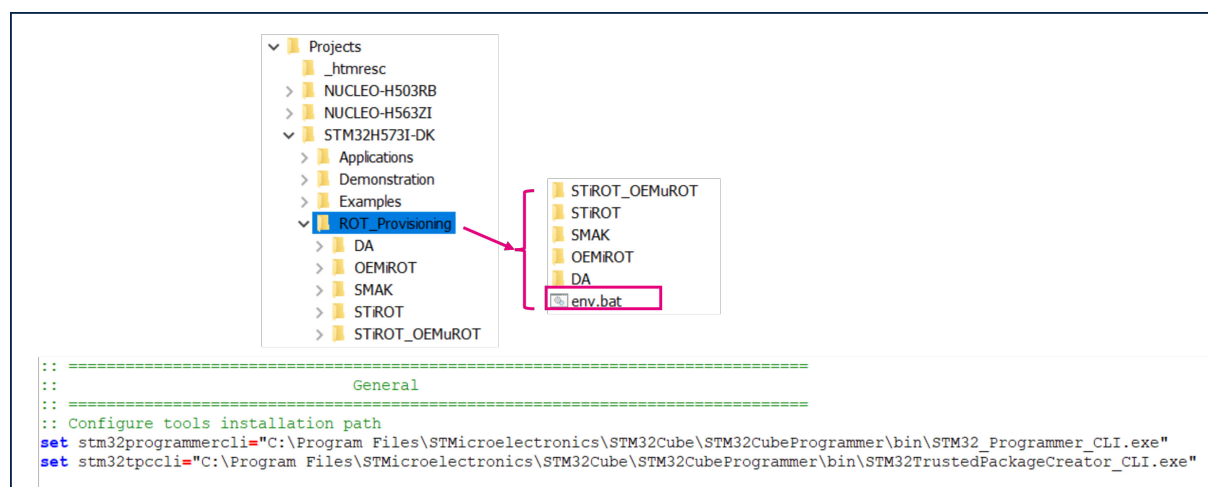 Projects
_htmresc
NUCLEO-H503RB
NUCLEO-H563ZI
STM32H573I-DK
Applications
Demonstration
Examples
ROT_Provisioning
DA
OEMiROT
SMAK
STiROT
STiROT_OEMuROT
STiROT_OEMuROT
STiROT
SMAK
OEMiROT
DA
env.bat
:: ==========================================================================
:: General
:: ==========================================================================
:: Configure tools installation path
set stm32programmercli="C:\Program Files\STMicroelectronics\STM32Cube\STM32CubeProgrammer\bin\STM32_Programmer_CLI.exe"
set stm32tpccli="C:\Program Files\STMicroelectronics\STM32Cube\STM32CubeProgrammer\bin\STM32TrustedPackageCreator_CLI.exe"